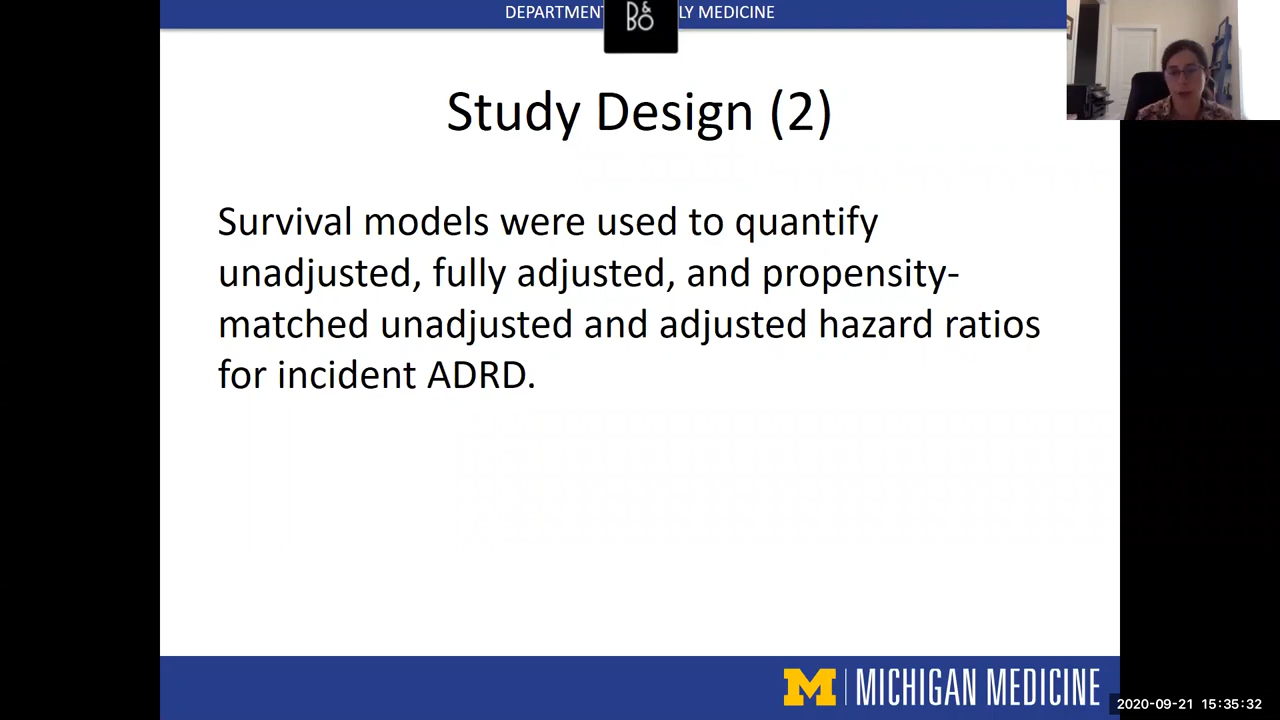 DEPARTMENT LY MEDICINE
D&
BO
Study Design (2)
Survival models were used to quantify
unadjusted, fully adjusted, and propensity-
matched unadjusted and adjusted hazard ratios
for incident ADRD.
M | MICHIGAN MEDICINE
2020-09-21 15:35:32